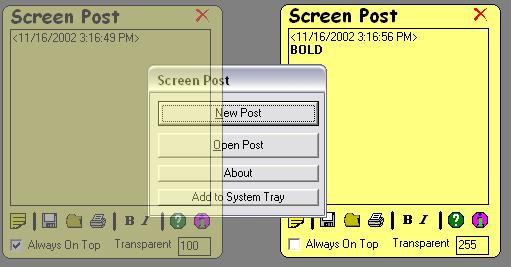 Screen Post
<11/16/2002 3:16:49 PM>
B I
Always On Top Transparent 100
Screen Post
New Post
Open Post
About
Add to System Tray
Screen Post
<11/16/2002 3:16:56 PM>
BOLD
B I
Always On Top Transparent 255